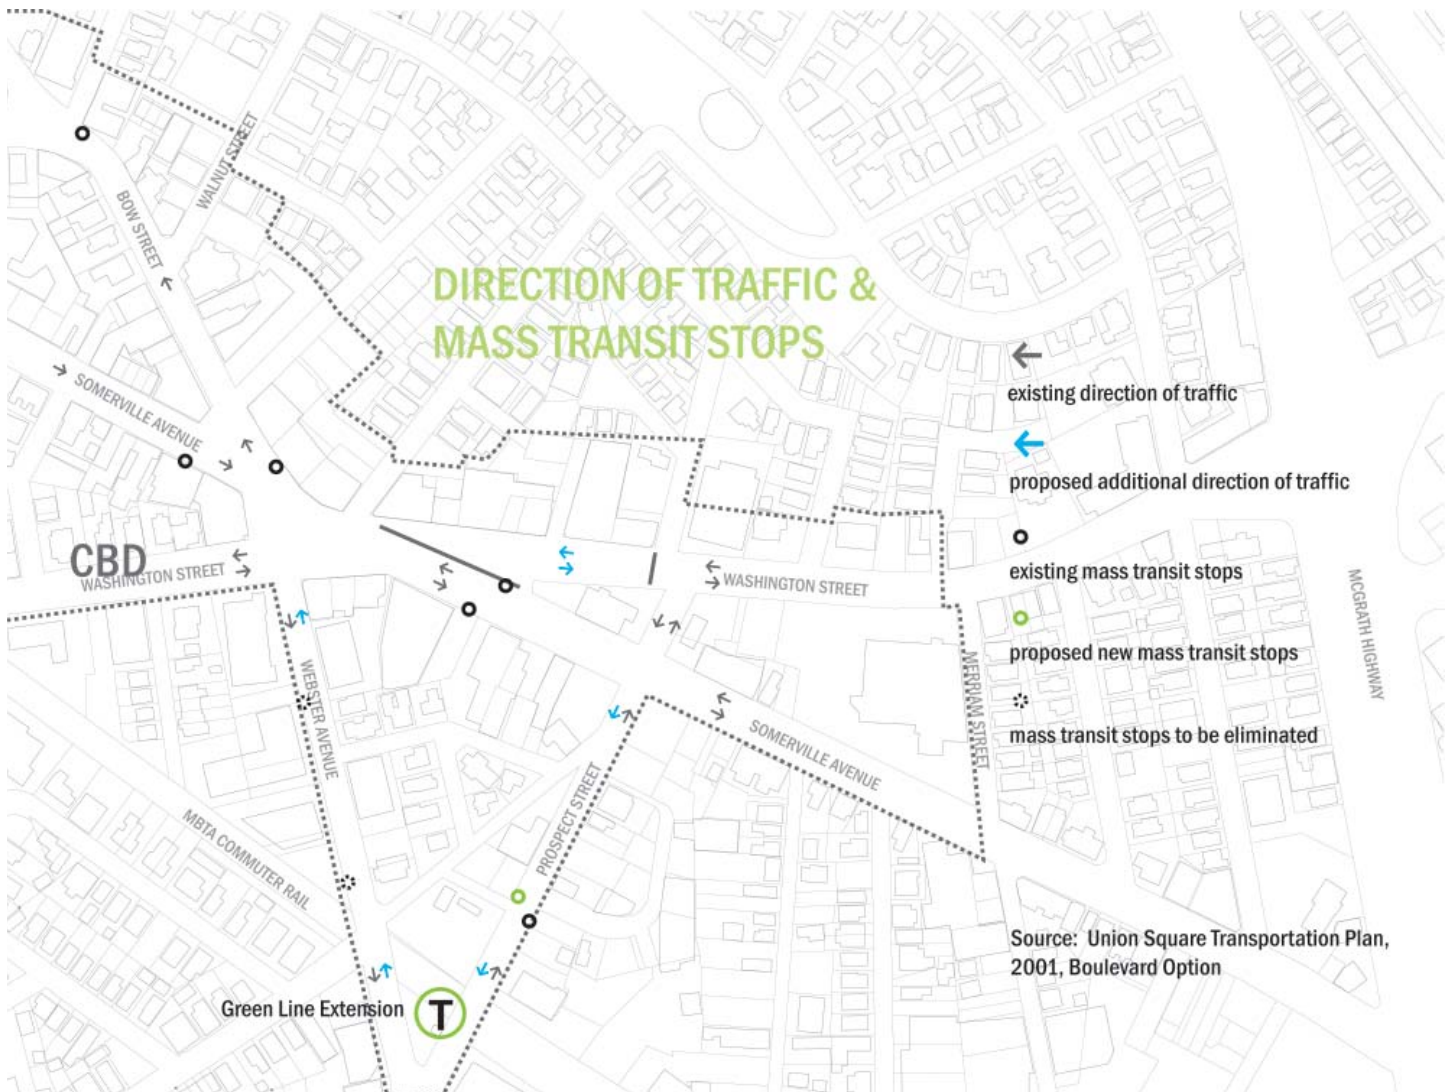 WALNUT STREET
BOW STREET
DIRECTION OF TRAFFIC &
MASS TRANSIT STOPS
SOMERVILLE AVENUE
existing direction of traffic
proposed additional direction of traffic
CBD
WASHINGTON STREET
WASHINGTON STREET
existing mass transit stops
MCGRATH HIGHWAY
proposed new mass transit stops
WEBSTER AVENUE
MERRIAM STREET
mass transit stops to be eliminated
SOMERVILLE AVENUE
PROSPECT STREET
MBTA COMMUTER RAIL
Source: Union Square Transportation Plan,
2001, Boulevard Option
Green Line Extension
T